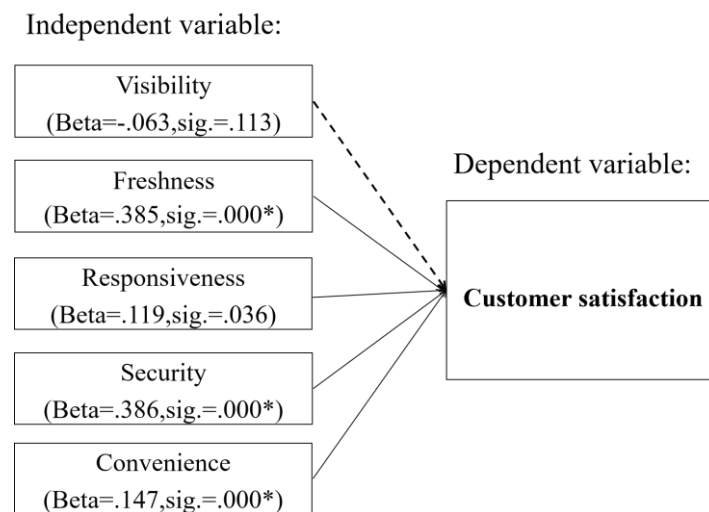 Independent variable:
Visibility
(Beta=-.063,sig.=.113)
Freshness
(Beta=.385,sig.=.000*)
Responsiveness
(Beta=.119,sig.=.036)
Security
(Beta=.386,sig.=.000*)
Convenience
(Beta=.147,sig.=.000*)
Dependent variable:
Customer satisfaction